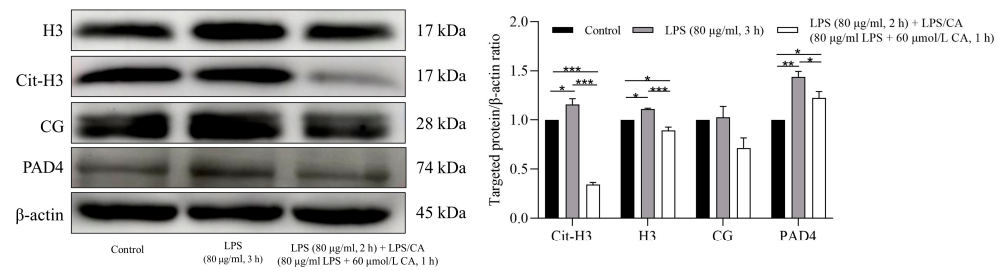 H3 17 kDa
Cit-H3 17 kDa
CG 28 kDa
PAD4 74 kDa
β-actin 45 kDa
Control LPS LPS (80 μg/ml, 2 h) + LPS/CA
(80 μg/ml, 3 h) (80 μg/ml LPS + 60 μmol/L CA, 1 h)
Targeted protein/β-actin ratio
Control LPS (80 μg/ml, 3 h) LPS (80 μg/ml, 2 h) + LPS/CA
(80 μg/ml LPS + 60 μmol/L CA, 1 h)
2.0
1.5
1.0
0.5
0.0
*** * ***
* * ***
* ** *
Cit-H3 H3 CG PAD4